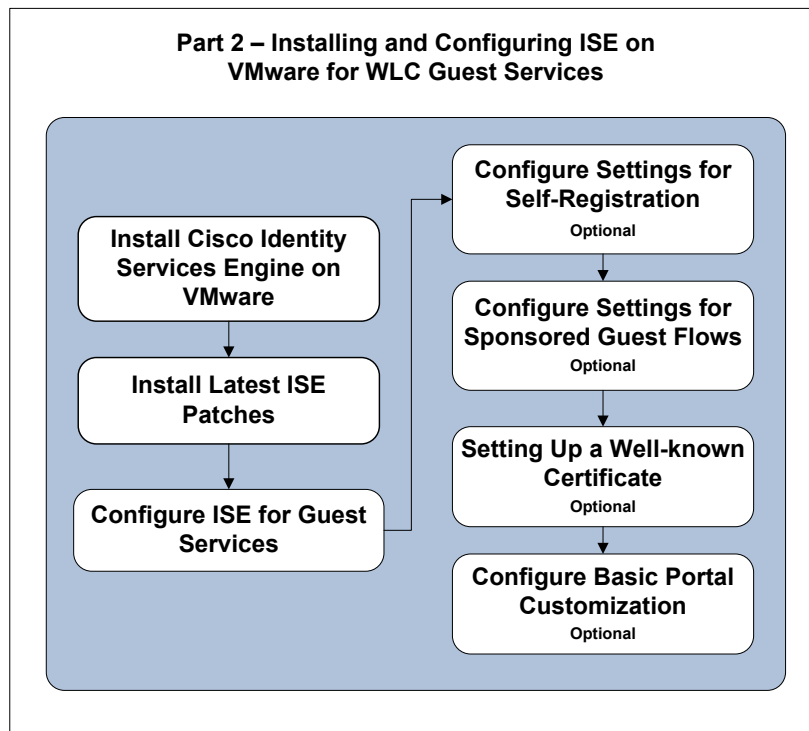 Part 2 – Installing and Configuring ISE on
VMware for WLC Guest Services
Install Cisco Identity
Services Engine on
VMware
Install Latest ISE
Patches
Configure ISE for Guest
Services
Configure Settings for
Self-Registration
Optional
Configure Settings for
Sponsored Guest Flows
Optional
Setting Up a Well-known
Certificate
Optional
Configure Basic Portal
Customization
Optional